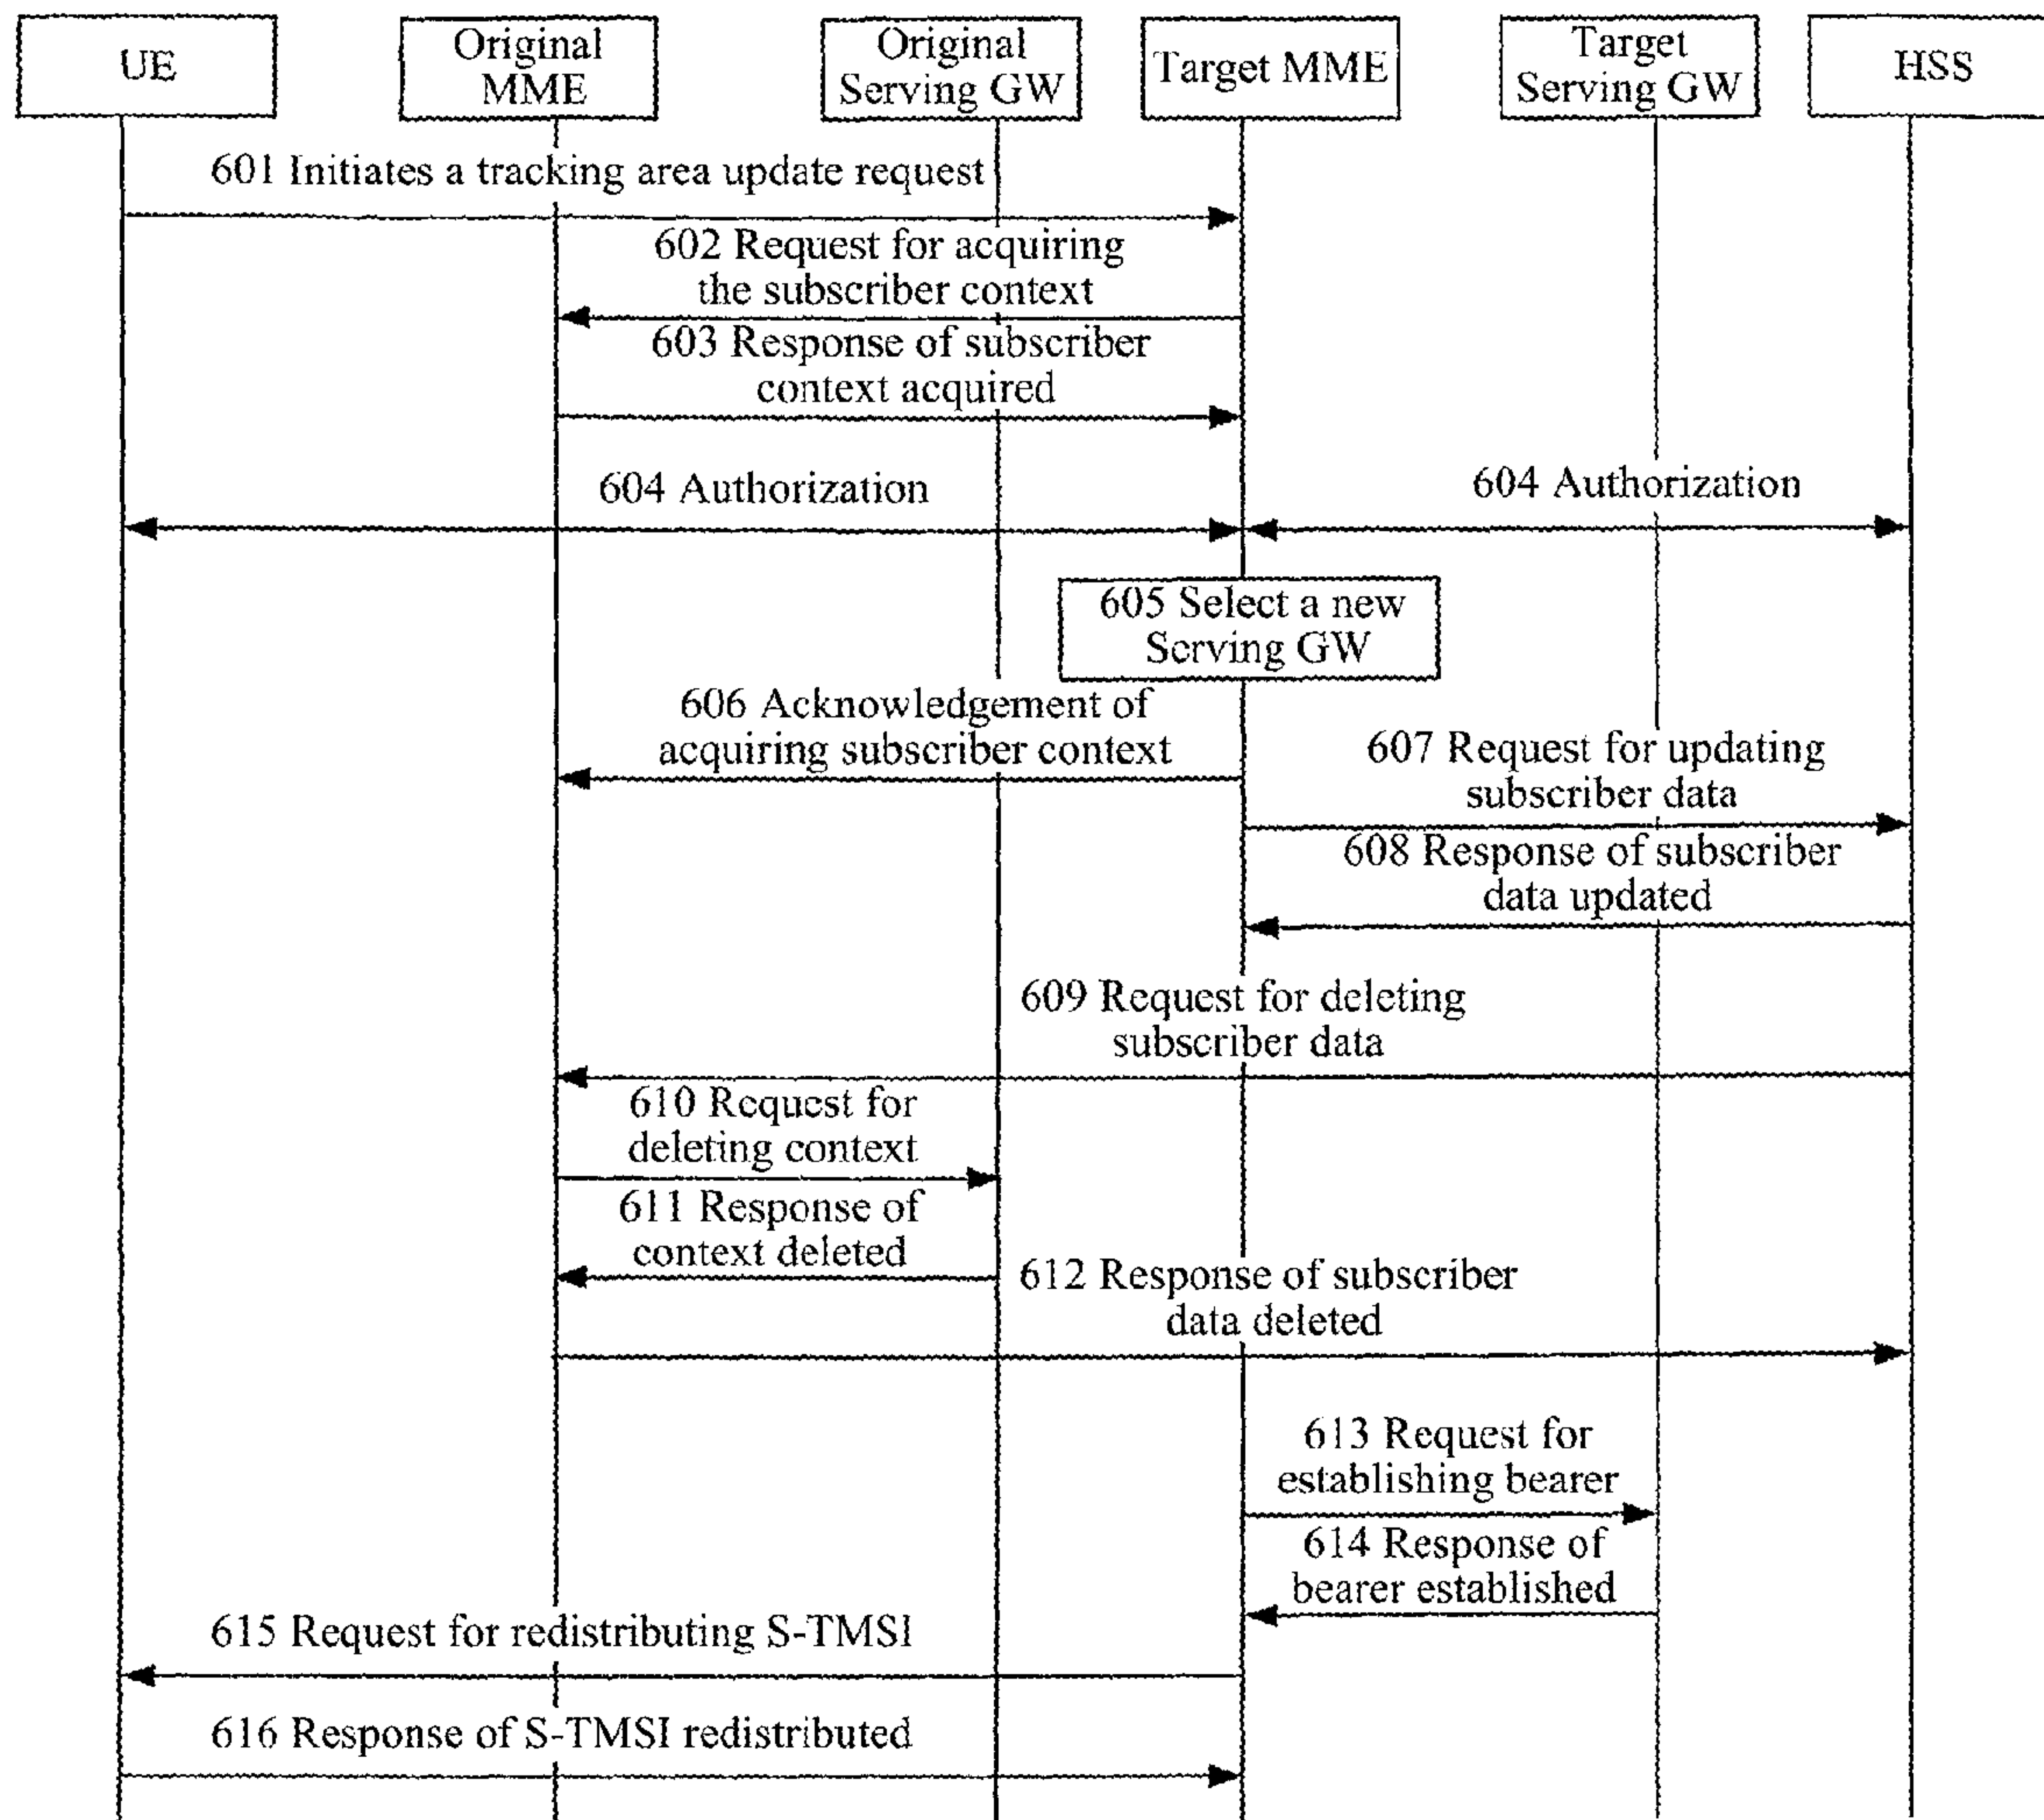 UE
Original
MME
Original
Serving GW
Target MME
Target
Serving GW
HSS
601 Initiates a tracking area update request
602 Request for acquiring
the subscriber context
603 Response of subscriber
context acquired
604 Authorization
604 Authorization
605 Select a new
Serving GW
606 Acknowledgement of
acquiring subscriber context
607 Request for updating
subscriber data
608 Response of subscriber
data updated
609 Request for deleting
subscriber data
610 Request for
deleting context
611 Response of
context deleted
612 Response of subscriber
data deleted
613 Request for
establishing bearer
614 Response of
bearer established
615 Request for redistributing S-TMSI
616 Response of S-TMSI redistributed